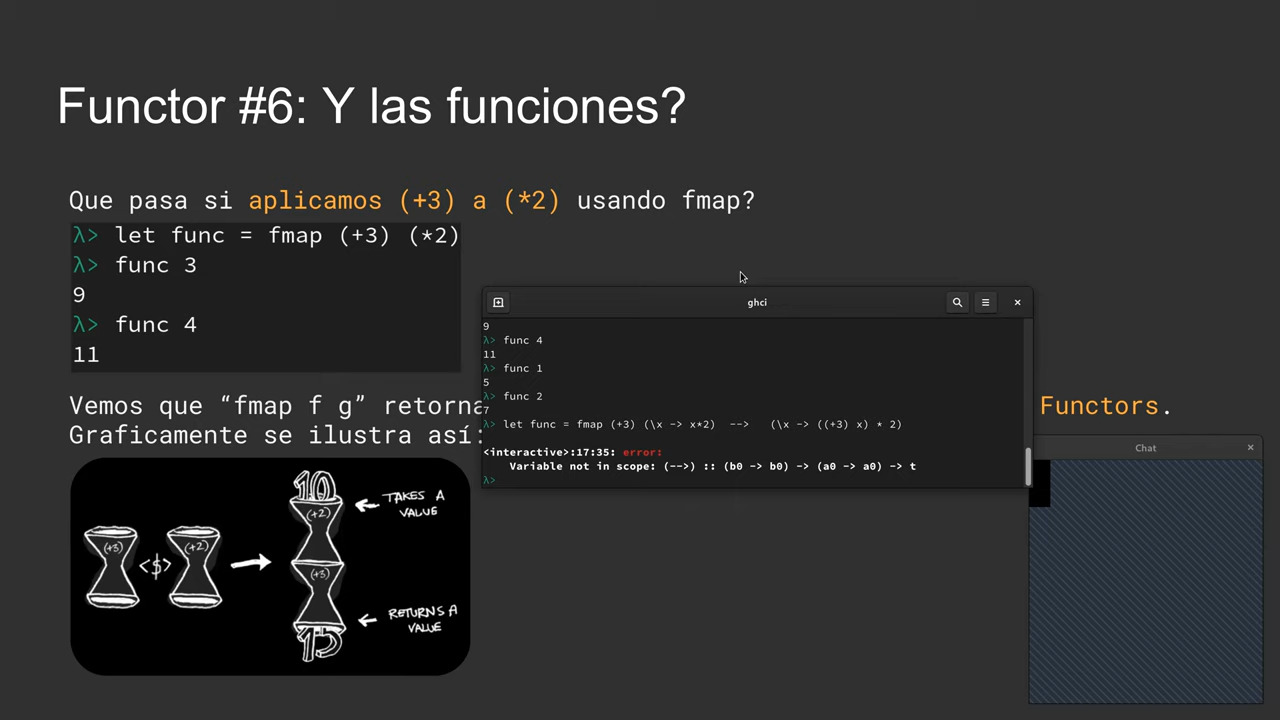 Functor #6: Y las funciones?
Que pasa si aplicamos (+3) a (*2) usando fmap?
λ> let func = fmap (+3) (*2)
λ> func 3
9
λ> func 4
11
Vemos que “fmap f g” retorna
Functors.
Graficamente se ilustra así:
ghci
9
λ> func 4
11
λ> func 1
5
λ> func 2
7
λ> let func = fmap (+3) (\x -> x*2)  -->   (\x -> ((+3) x) * 2)
<interactive>:17:35: error:
Variable not in scope: (-->) :: (b0 -> b0) -> (a0 -> a0) -> t
λ>
Chat
(+3) <$> (+2)
10
(+2)
(+3)
15
TAKES A
VALUE
RETURNS A
VALUE